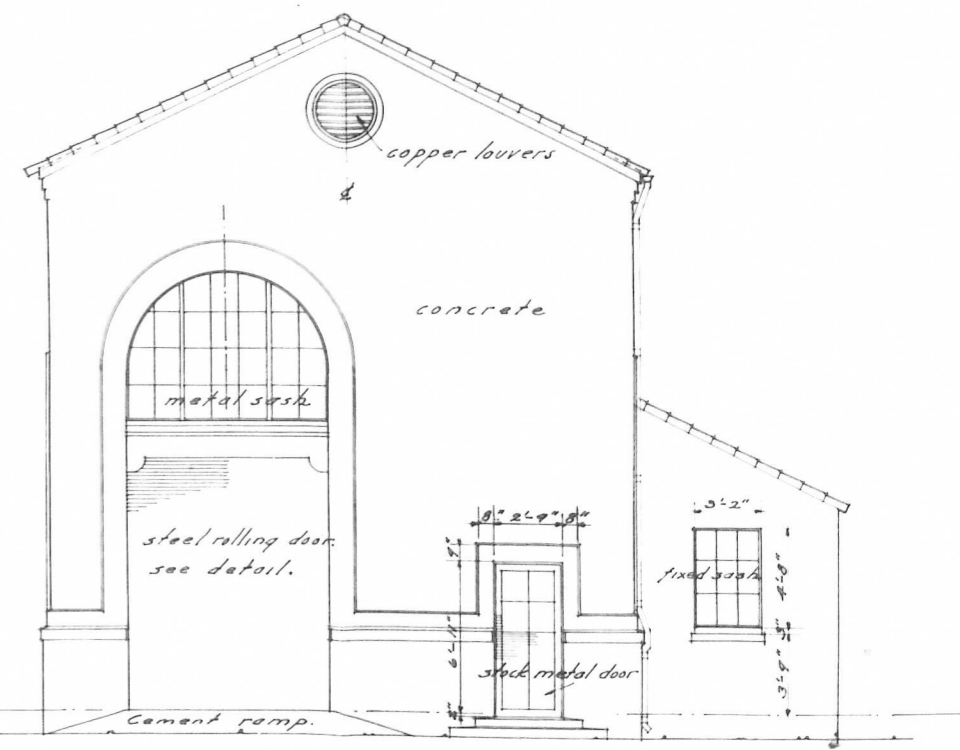 copper louvers
℄
concrete
metal sash
8" 2'-9" 8"
3'-2"
9"
steel rolling door.
see detail.
fixed sash
4'-8"
6'-11"
3"
stock metal door
3'-9"
Cement ramp.